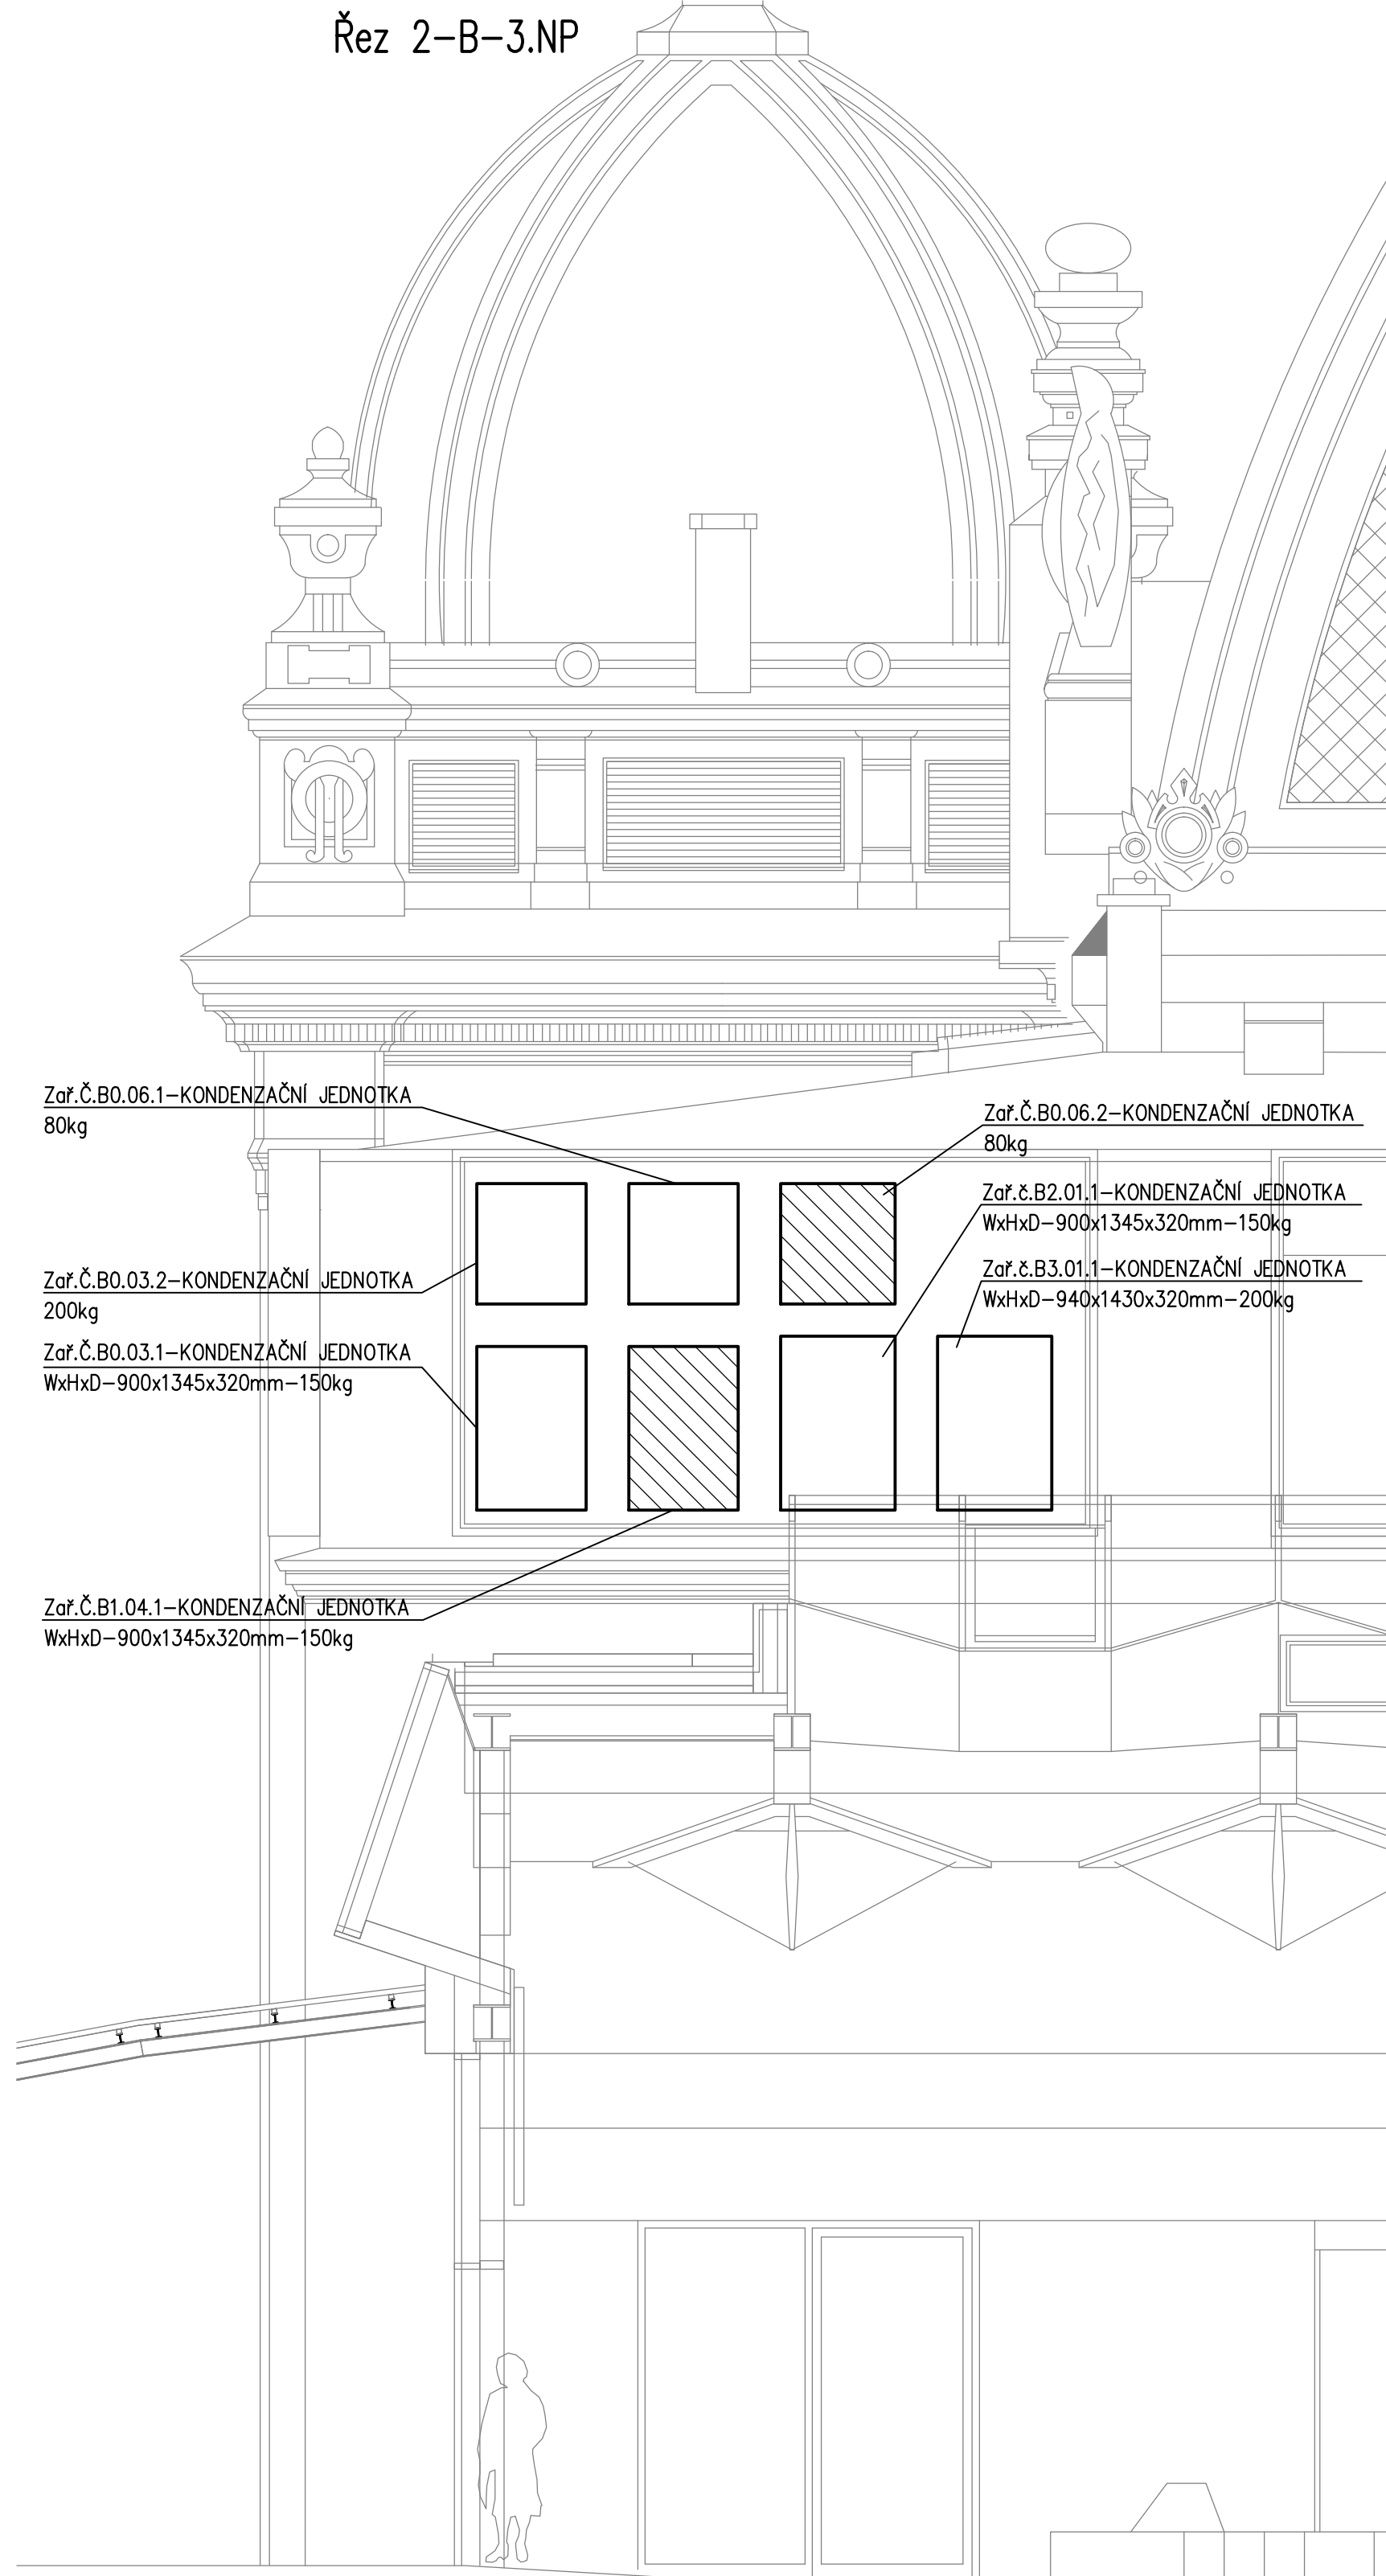 Řez 2-B-3.NP
Zař.Č.B0.06.1-KONDENZAČNÍ JEDNOTKA
80kg
Zař.Č.B0.06.2-KONDENZAČNÍ JEDNOTKA
80kg
Zař.č.B2.01.1-KONDENZAČNÍ JEDNOTKA
WxHxD-900x1345x320mm-150kg
Zař.Č.B0.03.2-KONDENZAČNÍ JEDNOTKA
200kg
Zař.č.B3.01.1-KONDENZAČNÍ JEDNOTKA
WxHxD-940x1430x320mm-200kg
Zař.Č.B0.03.1-KONDENZAČNÍ JEDNOTKA
WxHxD-900x1345x320mm-150kg
Zař.Č.B1.04.1-KONDENZAČNÍ JEDNOTKA
WxHxD-900x1345x320mm-150kg